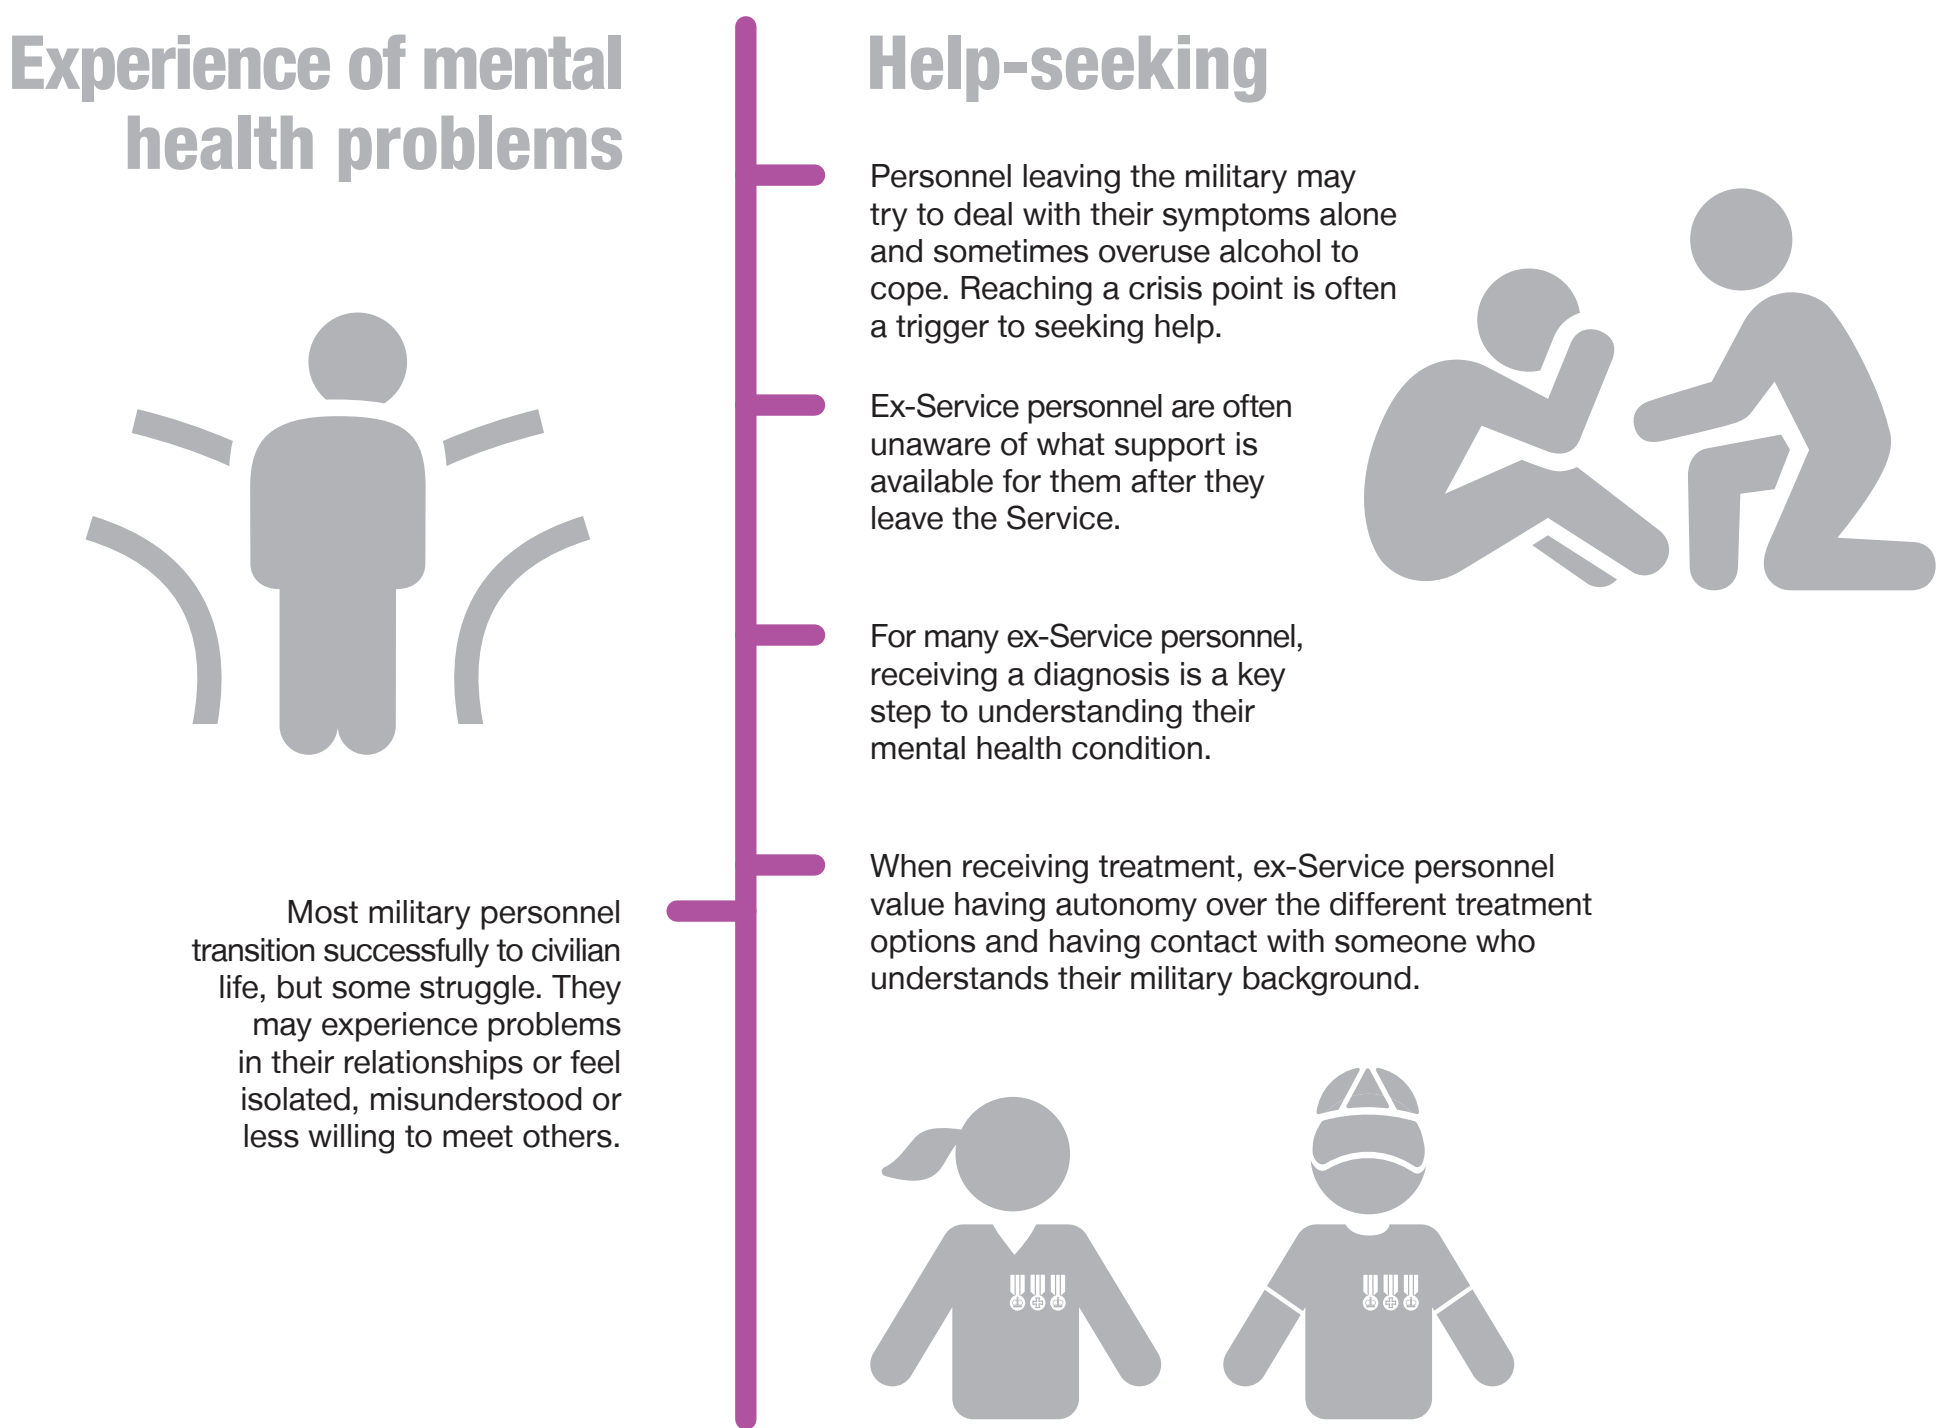 Experience of mental
health problems
Most military personnel
transition successfully to civilian
life, but some struggle. They
may experience problems
in their relationships or feel
isolated, misunderstood or
less willing to meet others.
Help-seeking
Personnel leaving the military may
try to deal with their symptoms alone
and sometimes overuse alcohol to
cope. Reaching a crisis point is often
a trigger to seeking help.
Ex-Service personnel are often
unaware of what support is
available for them after they
leave the Service.
For many ex-Service personnel,
receiving a diagnosis is a key
step to understanding their
mental health condition.
When receiving treatment, ex-Service personnel
value having autonomy over the different treatment
options and having contact with someone who
understands their military background.